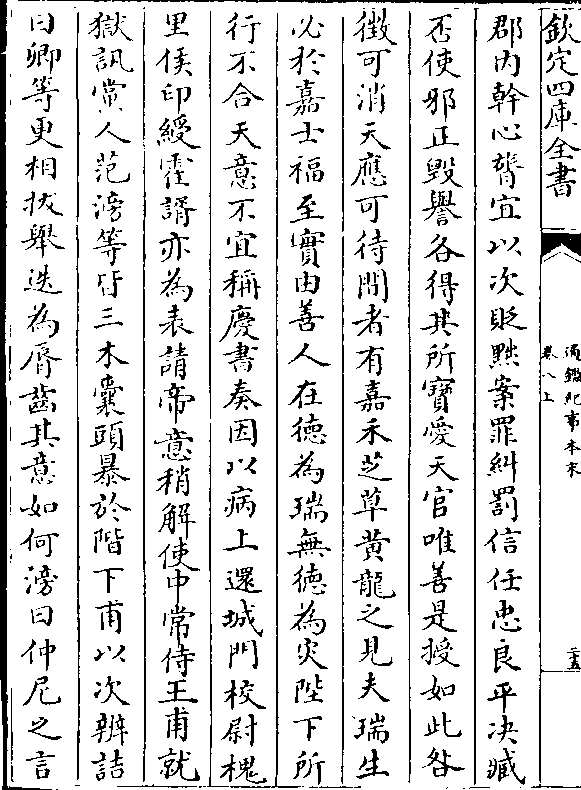 欽定四庫全書
通鑑紀事本末
卷八上
二十五
郡內幹心膂宜以次貶黜案罪糾罰信任忠良平決臧
否使邪正毀譽各得其所寶愛天官唯善是授如此咎
徵可消天應可待間者有嘉禾芝草黃龍之見夫瑞生
必於嘉士福至實由善人在德為瑞無德為災陛下所
行不合天意不宜稱慶書奏因以病上還城門校尉槐
里侯印綬霍諝亦為表請帝意稍解使中常侍王甫就
獄訊黨人范滂等皆三木囊頭暴於階下甫以次辨詰
曰卿等更相拔舉迭為脣齒其意如何滂曰仲尼之言